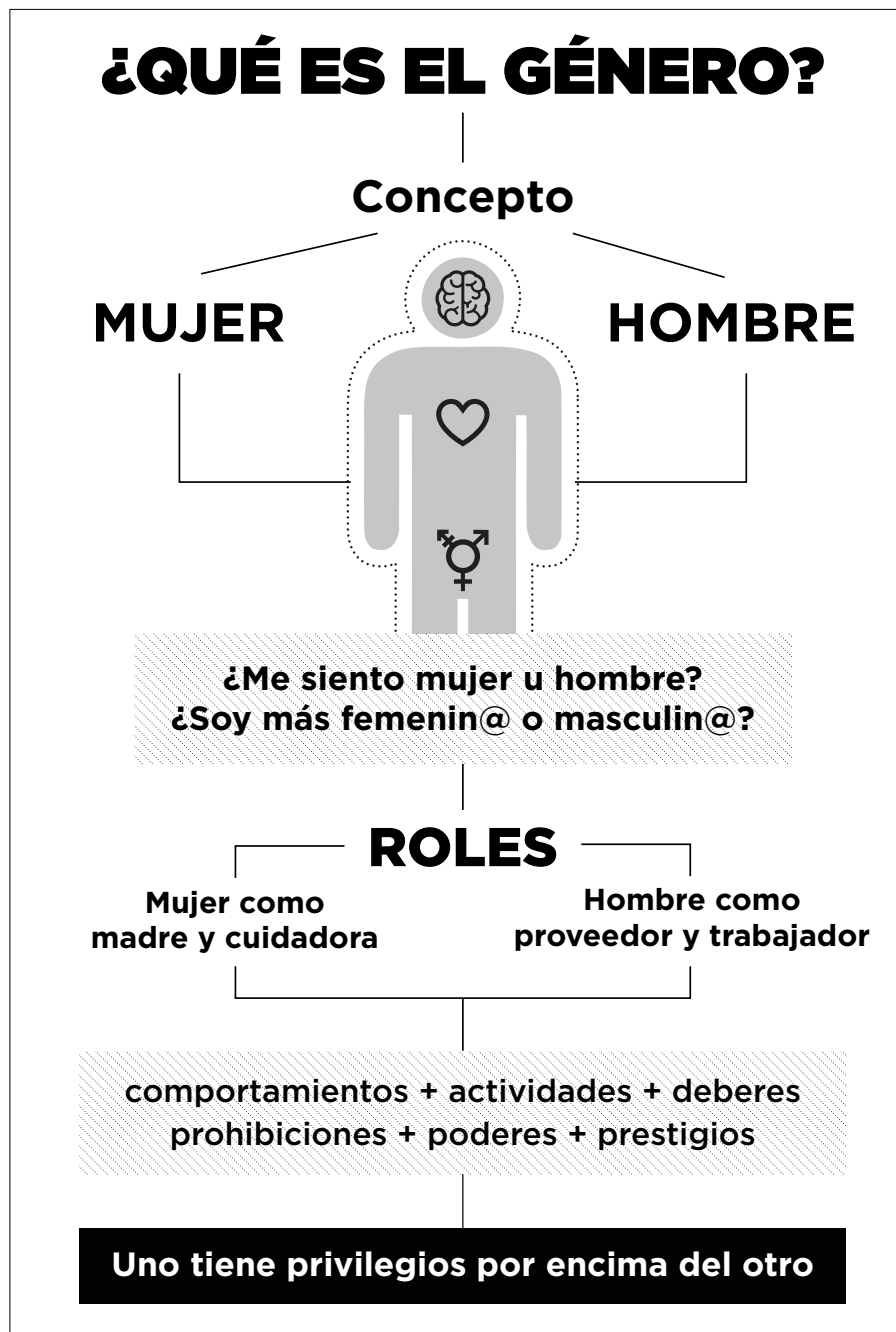 ¿QUÉ ES EL GÉNERO?
Concepto
MUJER
HOMBRE
¿Me siento mujer u hombre?
¿Soy más femenin@ o masculin@?
ROLES
Mujer como
madre y cuidadora
Hombre como
proveedor y trabajador
comportamientos + actividades + deberes
prohibiciones + poderes + prestigios
Uno tiene privilegios por encima del otro